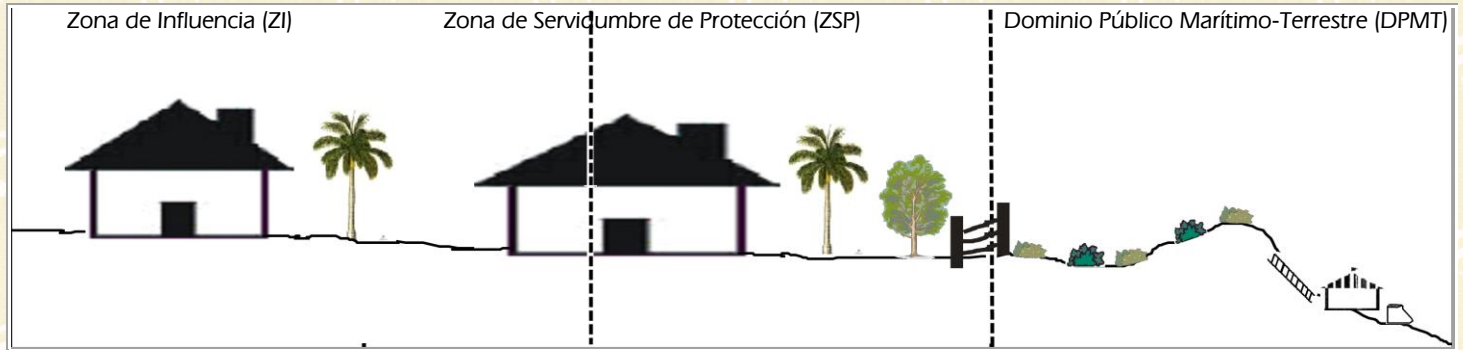 Zona de Influencia (ZI)
Zona de Servidumbre de Protección (ZSP)
Dominio Público Marítimo-Terrestre (DPMT)